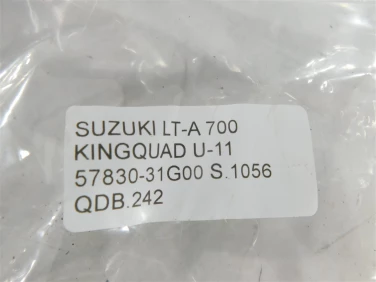 SUZUKI LT-A 700
KINGQUAD U-11
57830-31G00 S.1056
QDB.242